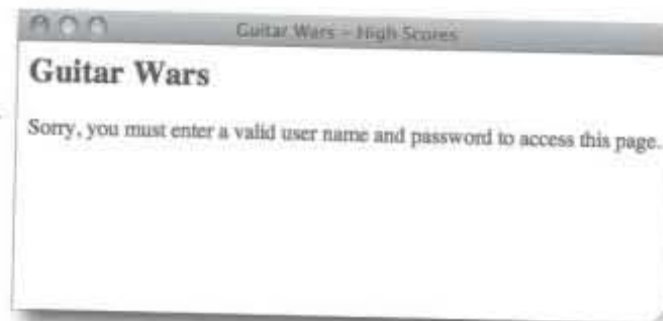 Guitar Wars - High Scores
Guitar Wars
Sorry, you must enter a valid user name and password to access this page.